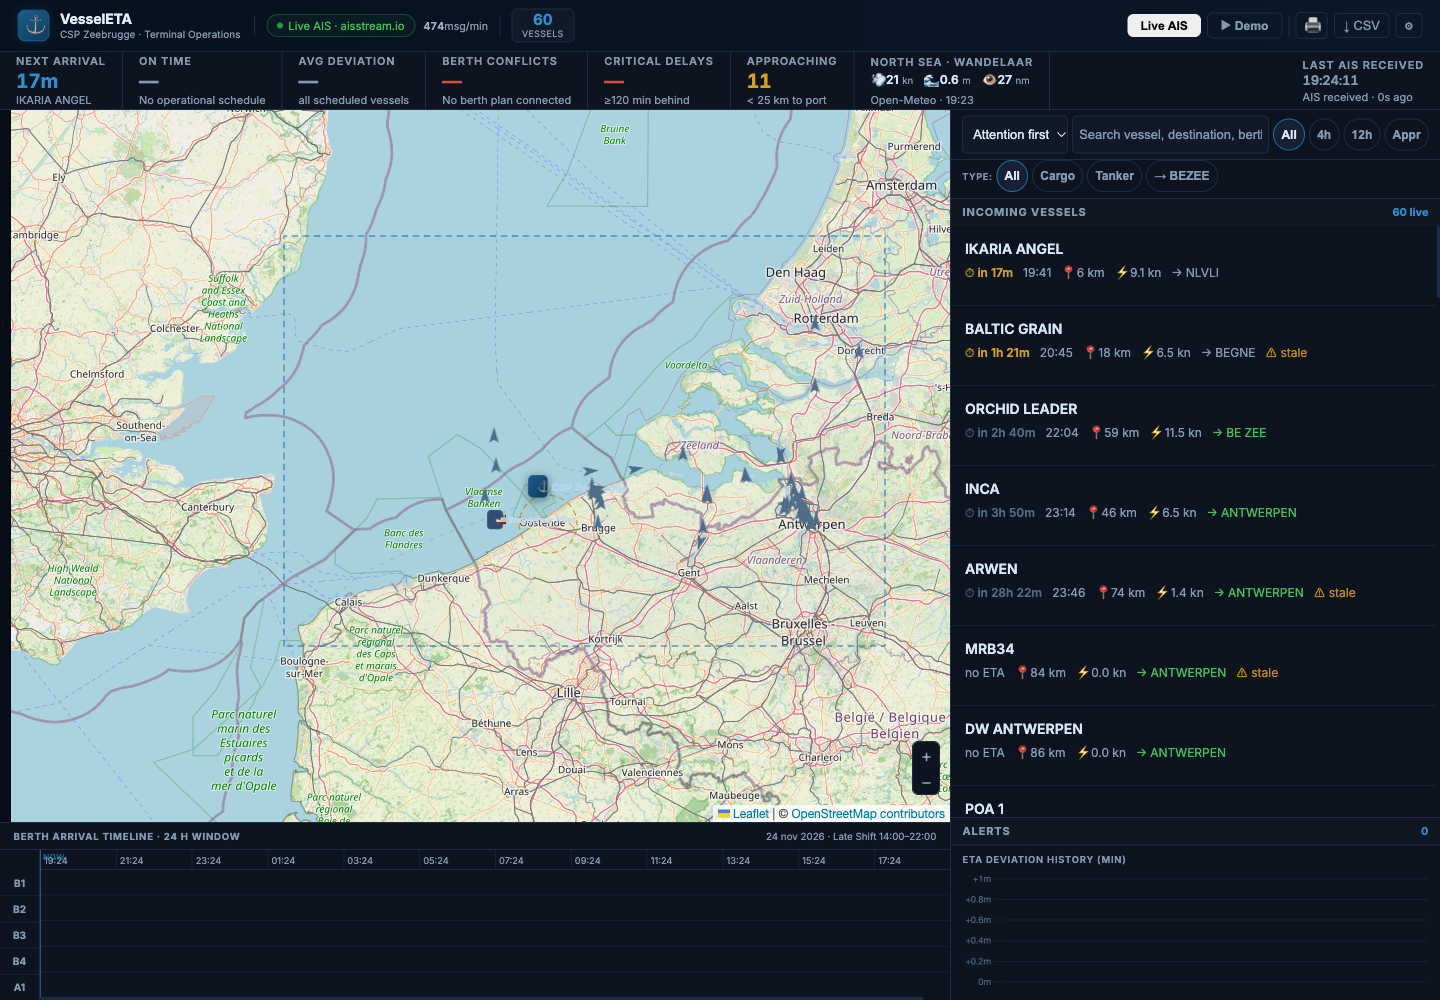 VesselETA
CSP Zeebrugge · Terminal Operations
Live AIS · aisstream.io
474msg/min
60
VESSELS
Live AIS
▶ Demo
↓ CSV
NEXT ARRIVAL
17m
IKARIA ANGEL
ON TIME
—
No operational schedule
AVG DEVIATION
—
all scheduled vessels
BERTH CONFLICTS
—
No berth plan connected
CRITICAL DELAYS
—
≥120 min behind
APPROACHING
11
< 25 km to port
NORTH SEA · WANDELAAR
21 kn 0.6 m 27 nm
Open-Meteo · 19:23
LAST AIS RECEIVED
19:24:11
AIS received · 0s ago
Norwich
Bruine
Bank
Purmerend
Ely
Amsterdam
ambridge
Hilve
Leiden
Suffolk
and Essex
Coast and
Heaths
National
Landscape
Den Haag
Utre
Zuid-Holland
Colchester
Rotterdam
Dordrecht
Chelmsford
Voordelta
's-H
Breda
Southend-
on-Sea
Noord-Brab
Zeeland
Vlaamse
Banken
CSP Ze
Canterbury
Oostende
Brugge
Antwerpen
Banc des
Flandres
High Weald
National
Landscape
Vlaanderen
Gent
Mechelen
Dunkerque
Calais
Aalst
Leuven
Bruxelles -
Brussel
Parc naturel
régional
des Caps
et marais
d'Opale
Kortrijk
Boulogne-
sur-Mer
Lille
Tournai
Parc naturel
marin des
Estuaires
picards
et de la
mer d'Opale
België / Belgique
Belgien
Béthune
Mons
Lens
Charleroi
Douai
Valenciennes
Arras
Maubeuge
Parc naturel
régional
Baie de
Leaflet | © OpenStreetMap contributors
+
−
Attention first
Search vessel, destination, bert
All
4h
12h
Appr
TYPE:
All
Cargo
Tanker
→ BEZEE
INCOMING VESSELS
60 live
IKARIA ANGEL
in 17m 19:41 6 km 9.1 kn → NLVLI
BALTIC GRAIN
in 1h 21m 20:45 18 km 6.5 kn → BEGNE ⚠ stale
ORCHID LEADER
in 2h 40m 22:04 59 km 11.5 kn → BE ZEE
INCA
in 3h 50m 23:14 46 km 6.5 kn → ANTWERPEN
ARWEN
in 28h 22m 23:46 74 km 1.4 kn → ANTWERPEN ⚠ stale
MRB34
no ETA 84 km 0.0 kn → ANTWERPEN ⚠ stale
DW ANTWERPEN
no ETA 86 km 0.0 kn → ANTWERPEN
POA 1
BERTH ARRIVAL TIMELINE · 24 H WINDOW
24 nov 2026 · Late Shift 14:00–22:00
NOW
19:24 21:24 23:24 01:24 03:24 05:24 07:24 09:24 11:24 13:24 15:24 17:24
B1
B2
B3
B4
A1
ALERTS
0
ETA DEVIATION HISTORY (MIN)
+1m
+0.8m
+0.6m
+0.4m
+0.2m
0m